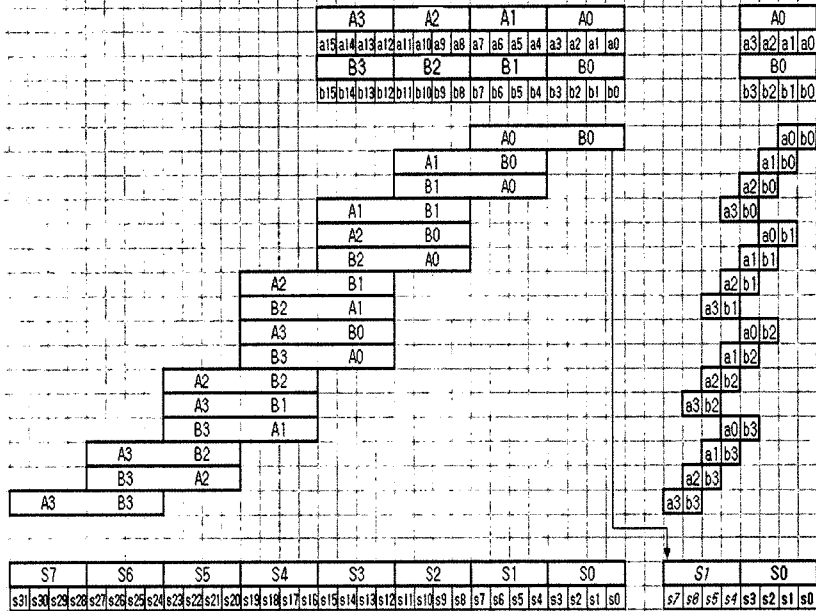 A3 A2 A1 A0 A0
a15 a14 a13 a12 a11 a10 a9 a8 a7 a6 a5 a4 a3 a2 a1 a0 a3 a2 a1 a0
B3 B2 B1 B0 B0
b15 b14 b13 b12 b11 b10 b9 b8 b7 b6 b5 b4 b3 b2 b1 b0 b3 b2 b1 b0
A0 B0 a0 b0
A1 B0 a1 b0
B1 A0 a2 b0
A1 B1 a3 b0
A2 B0 a0 b1
B2 A0 a1 b1
A2 B1 a2 b1
B2 A1 a3 b1
A3 B0 a0 b2
B3 A0 a1 b2
A2 B2 a2 b2
A3 B1 a3 b2
B3 A1 a0 b3
A3 B2 a1 b3
B3 A2 a2 b3
A3 B3 a3 b3
S7 S6 S5 S4 S3 S2 S1 S0 S1 S0
s31 s30 s29 s28 s27 s26 s25 s24 s23 s22 s21 s20 s19 s18 s17 s16 s15 s14 s13 s12 s11 s10 s9 s8 s7 s6 s5 s4 s3 s2 s1 s0 s7 s6 s5 s4 s3 s2 s1 s0